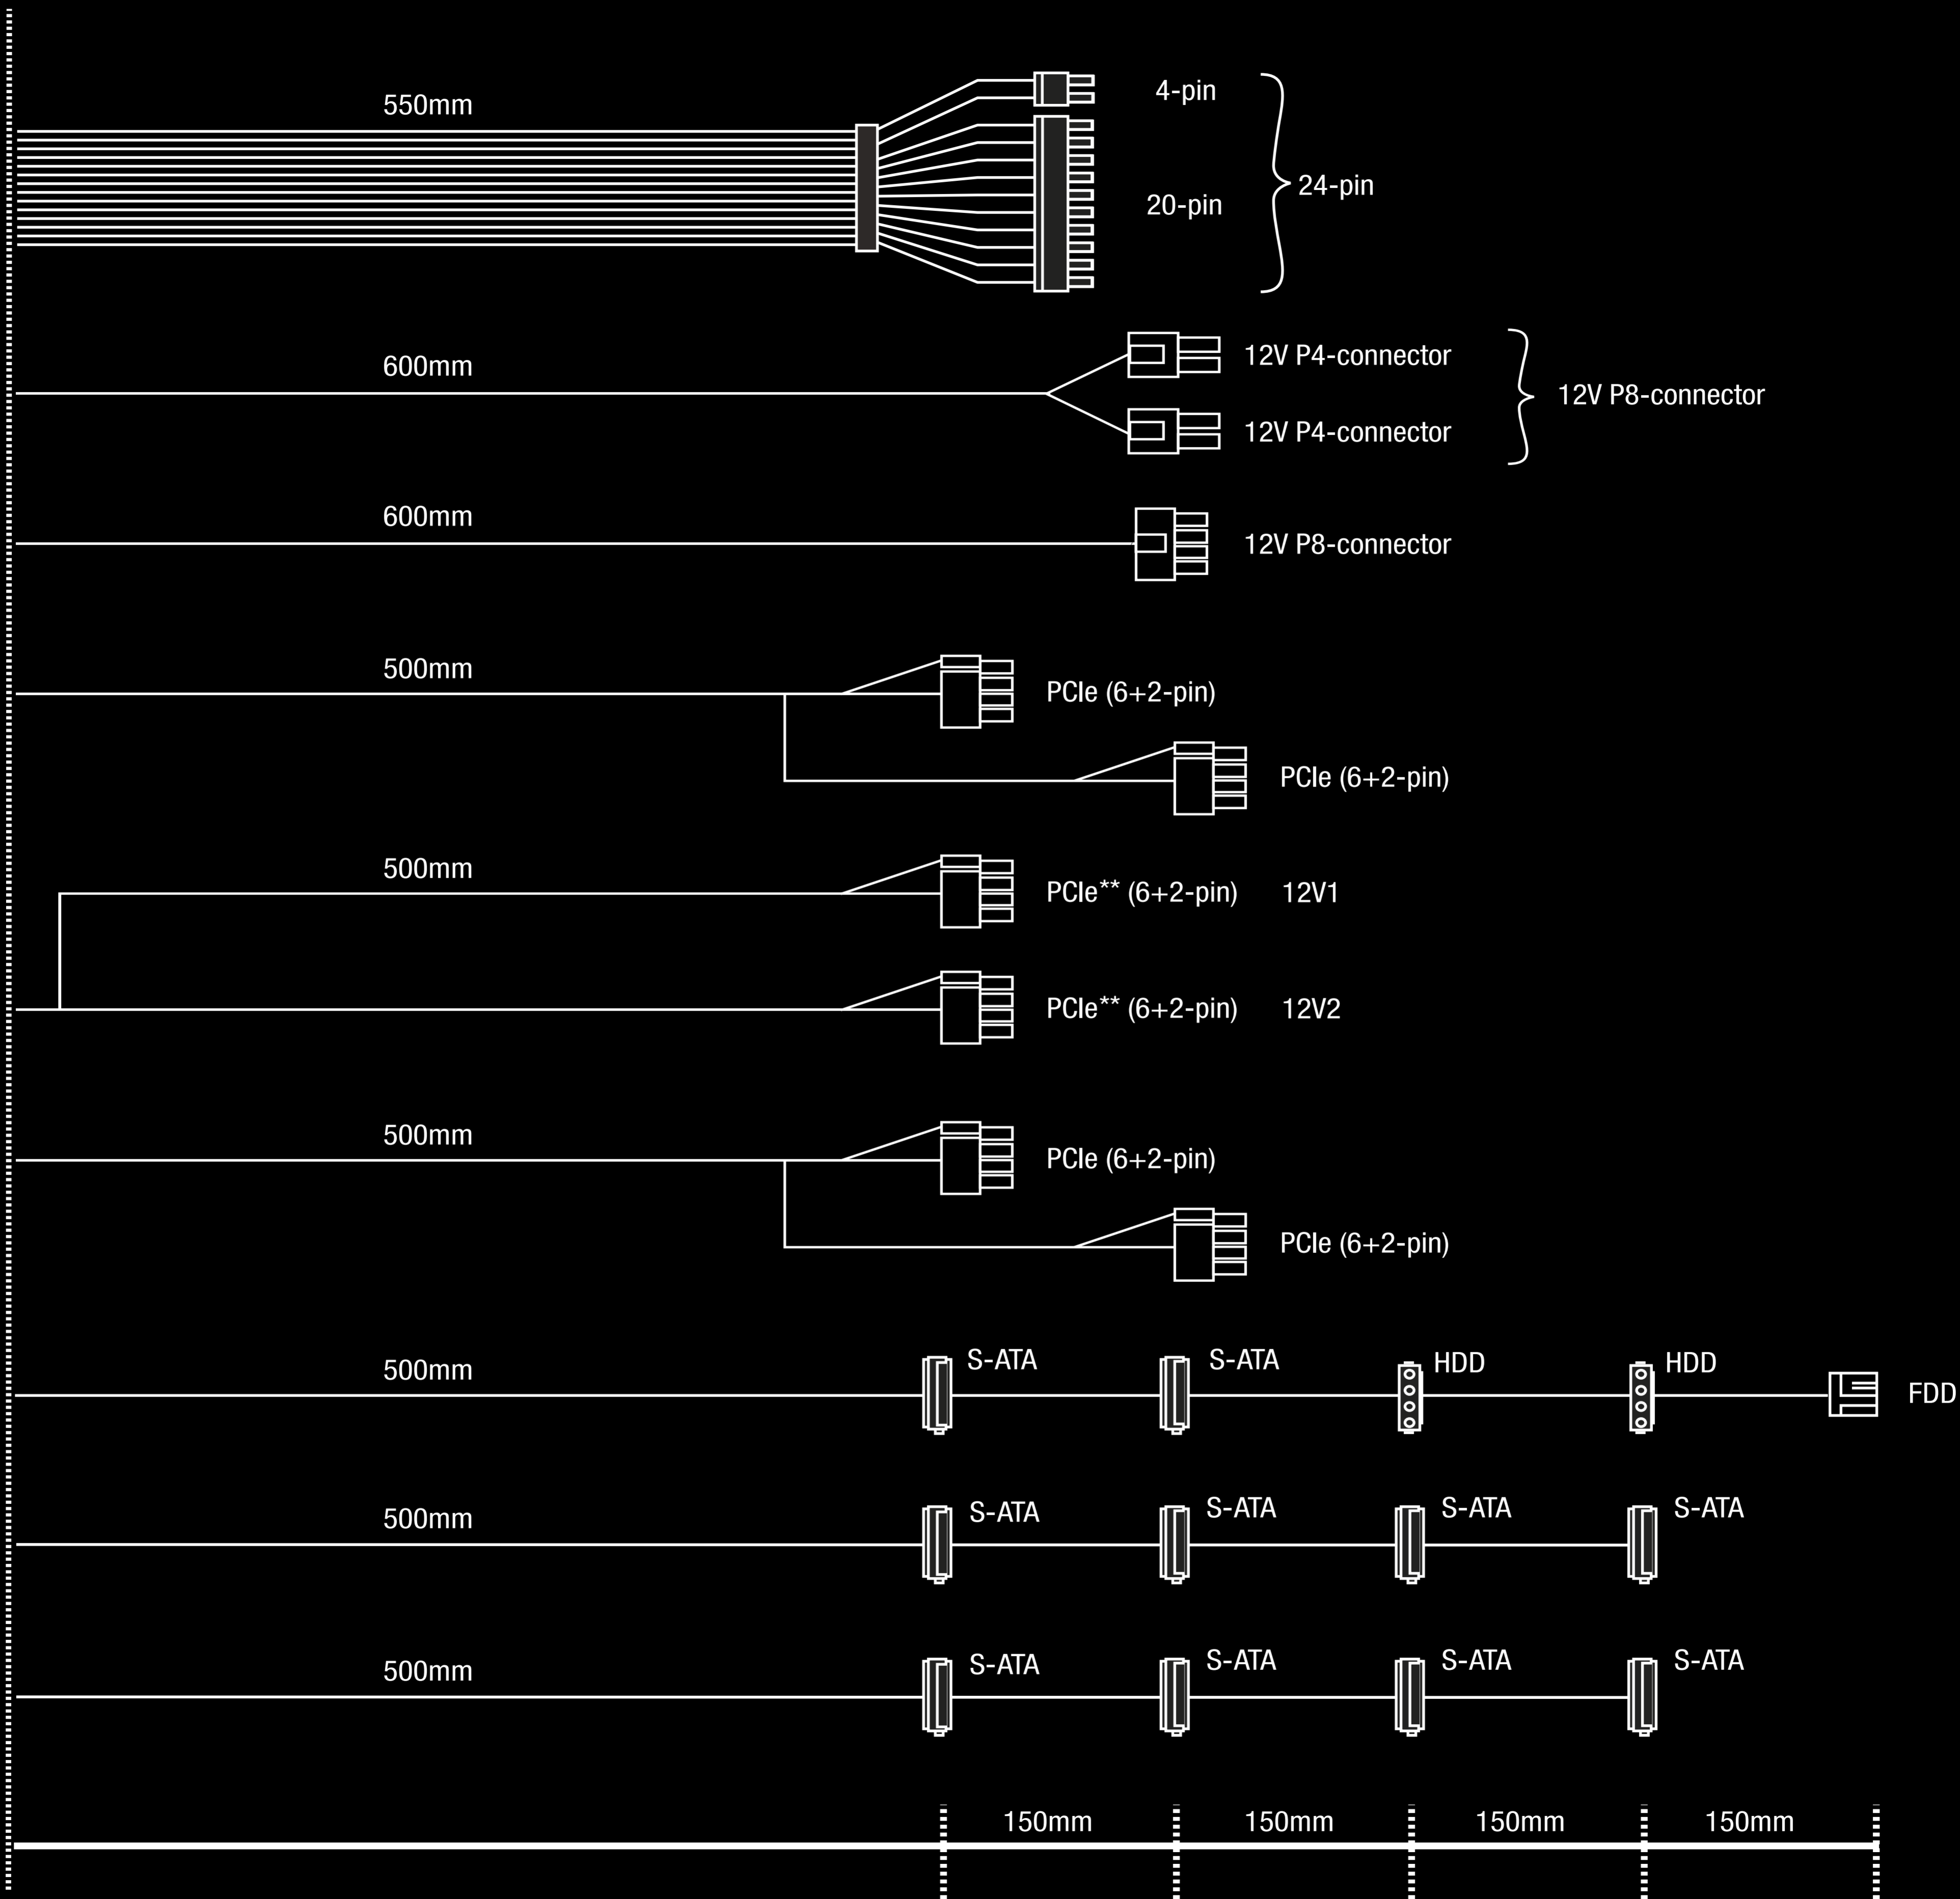 550mm
4-pin
20-pin
24-pin
600mm
12V P4-connector
12V P4-connector
12V P8-connector
600mm
12V P8-connector
500mm
PCIe (6+2-pin)
PCIe (6+2-pin)
500mm
PCIe** (6+2-pin) 12V1
PCIe** (6+2-pin) 12V2
500mm
PCIe (6+2-pin)
PCIe (6+2-pin)
500mm
S-ATA
S-ATA
HDD
HDD
FDD
500mm
S-ATA
S-ATA
S-ATA
S-ATA
500mm
S-ATA
S-ATA
S-ATA
S-ATA
150mm
150mm
150mm
150mm